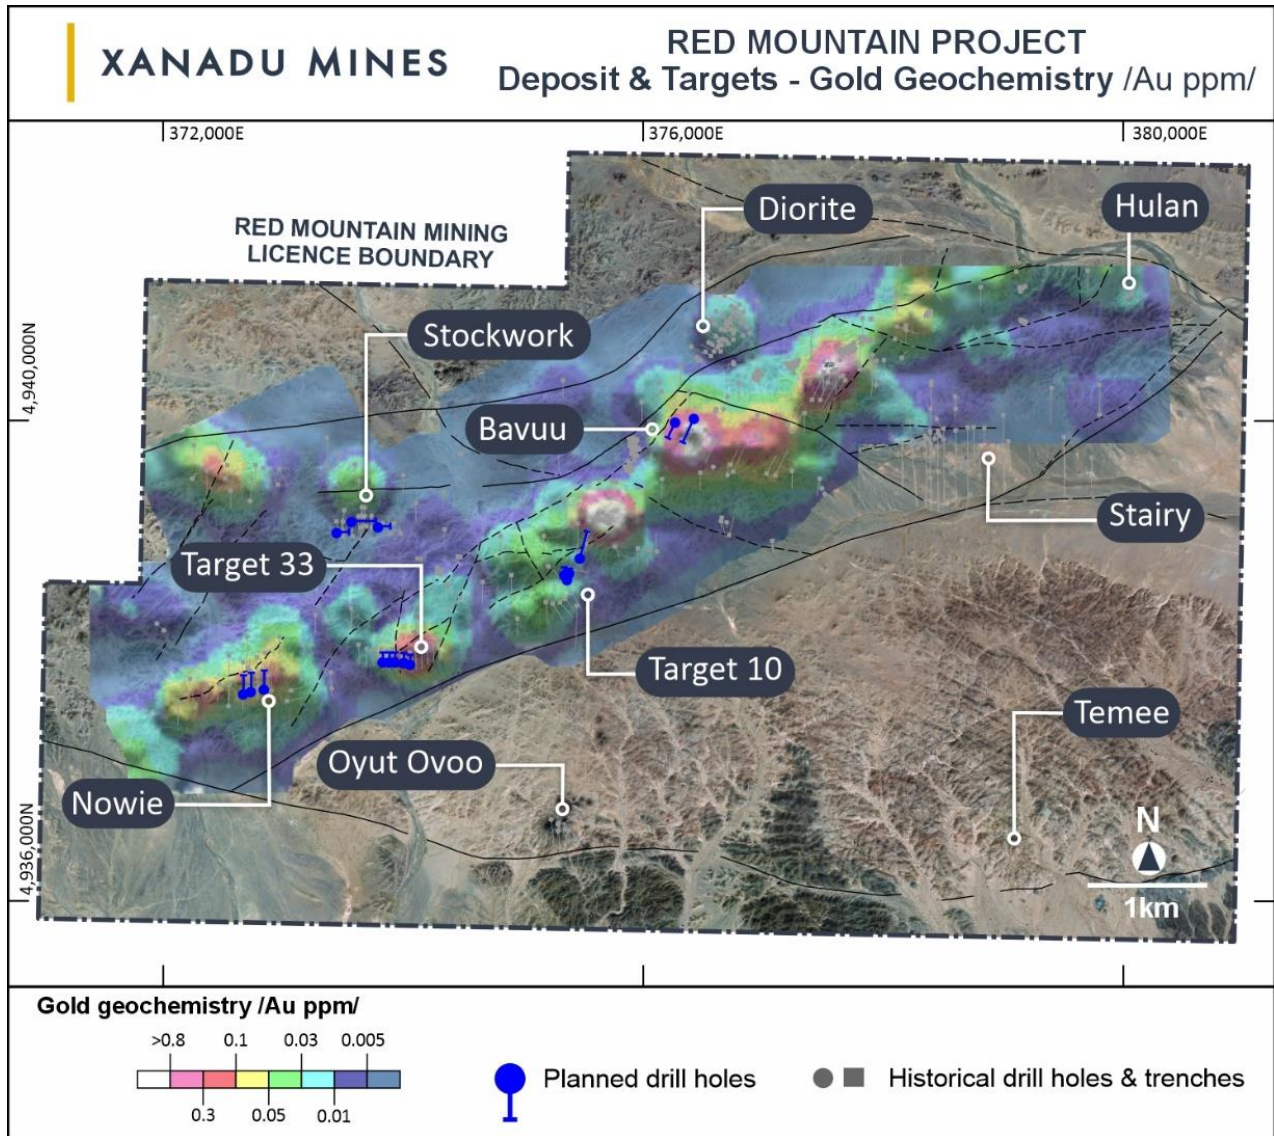 XANADU MINES
RED MOUNTAIN PROJECT
Deposit & Targets - Gold Geochemistry /Au ppm/
372,000E
376,000E
380,000E
Diorite
Hulan
RED MOUNTAIN MINING
LICENCE BOUNDARY
Stockwork
4,940,000N
Bavuu
Stairy
Target 33
Target 10
Temee
Oyut Ovoo
Nowie
4,936,000N
N
1km
Gold geochemistry /Au ppm/
>0.8 0.1 0.03 0.005
0.3 0.05 0.01
Planned drill holes
Historical drill holes & trenches